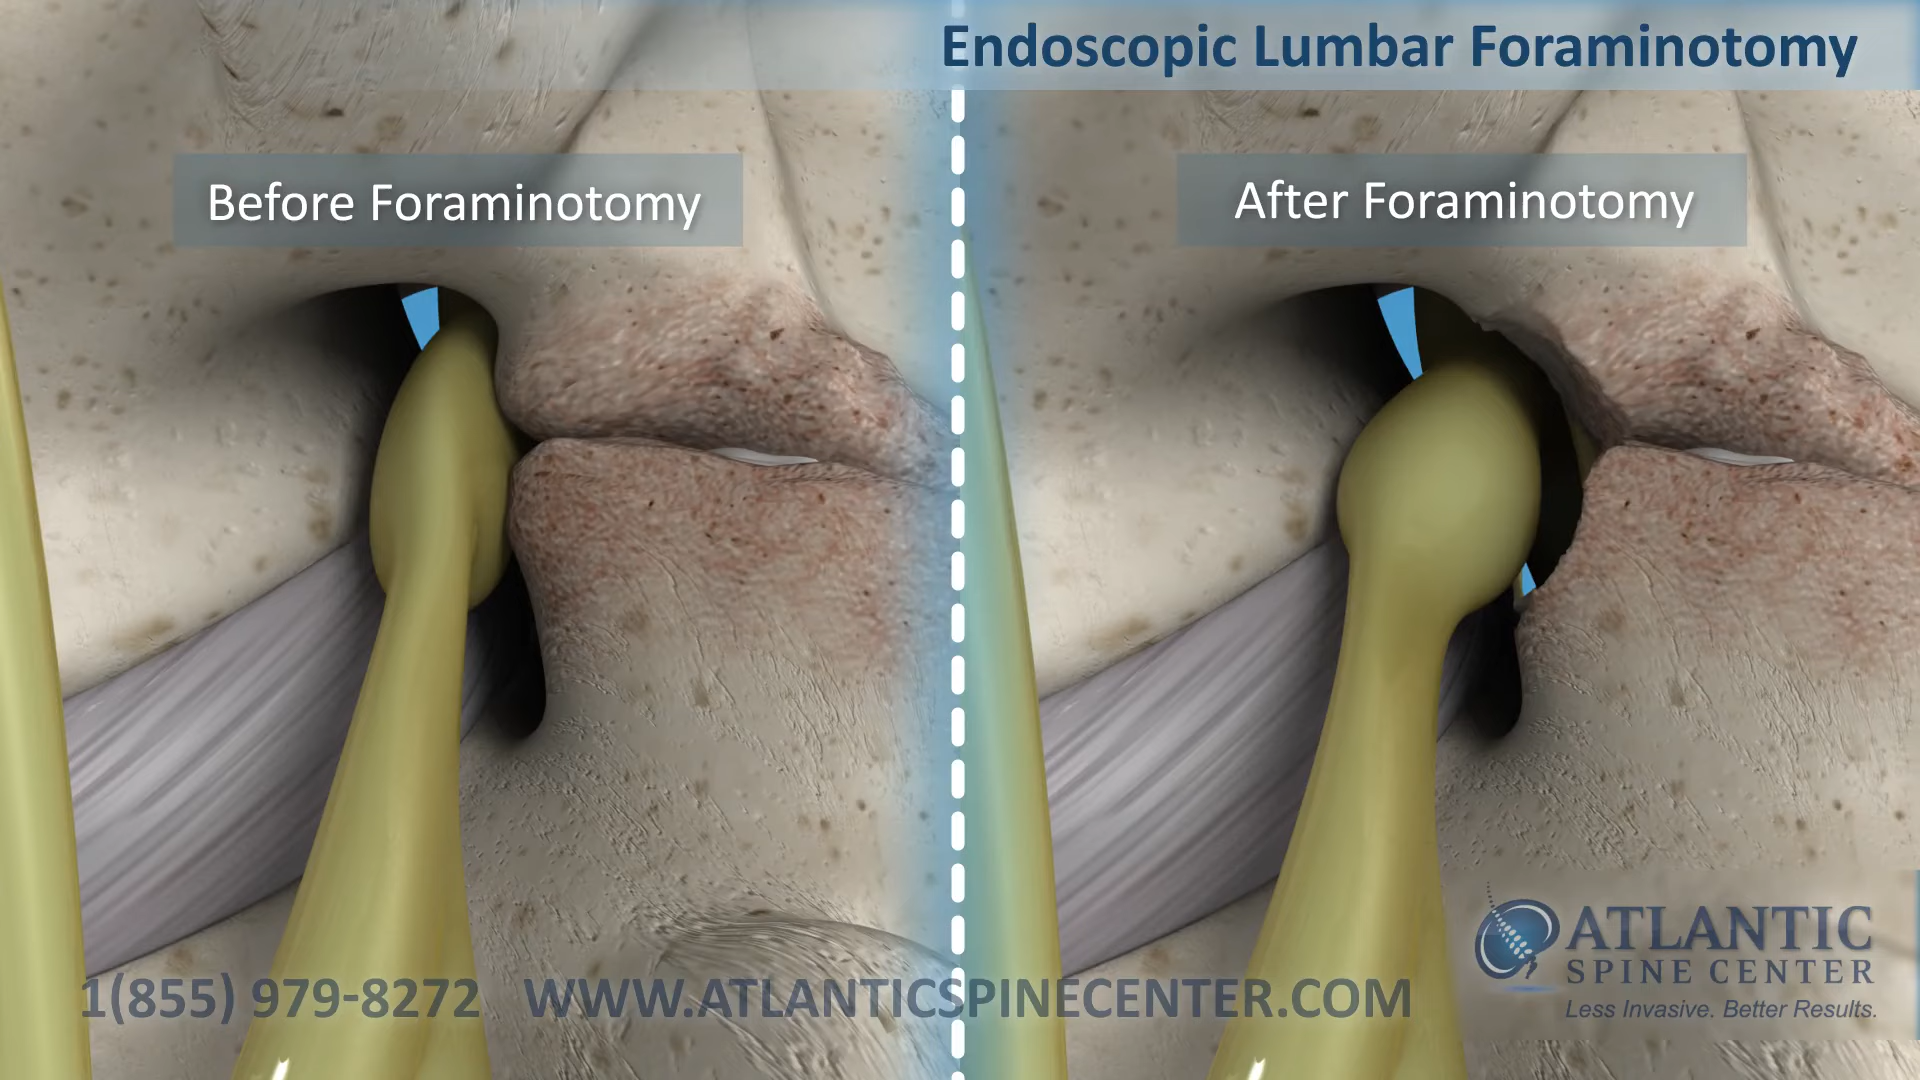 Endoscopic Lumbar Foraminotomy
Before Foraminotomy
After Foraminotomy
ATLANTIC
SPINE CENTER
Less Invasive. Better Results.
1(855) 979-8272 WWW.ATLANTICSPINECENTER.COM